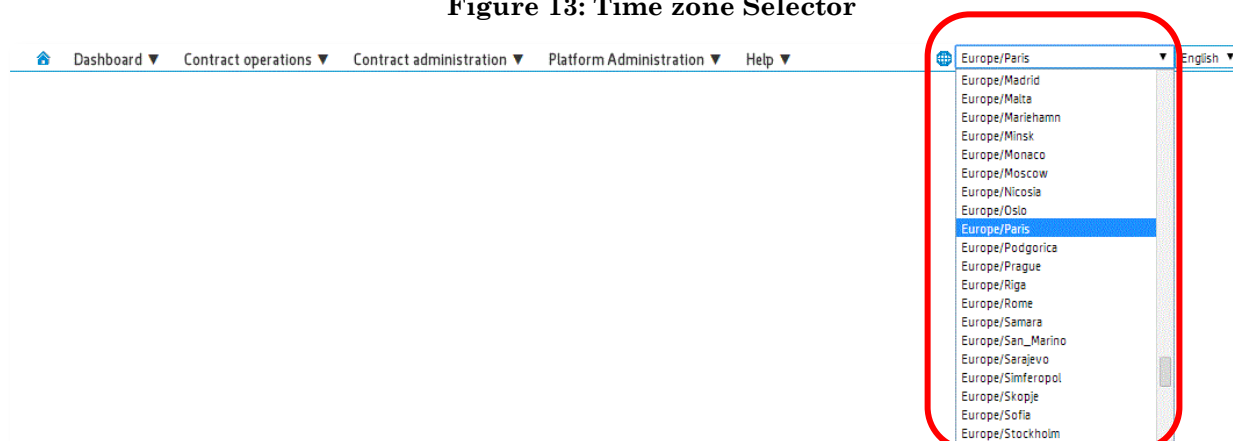 Figure 13: Time zone Selector
Dashboard ▼ Contract operations ▼ Contract administration ▼ Platform Administration ▼ Help ▼ Europe/Paris ▼ English ▼
Europe/Madrid
Europe/Malta
Europe/Mariehamn
Europe/Minsk
Europe/Monaco
Europe/Moscow
Europe/Nicosia
Europe/Oslo
Europe/Paris
Europe/Podgorica
Europe/Prague
Europe/Riga
Europe/Rome
Europe/Samara
Europe/San_Marino
Europe/Sarajevo
Europe/Simferopol
Europe/Skopje
Europe/Sofia
Europe/Stockholm